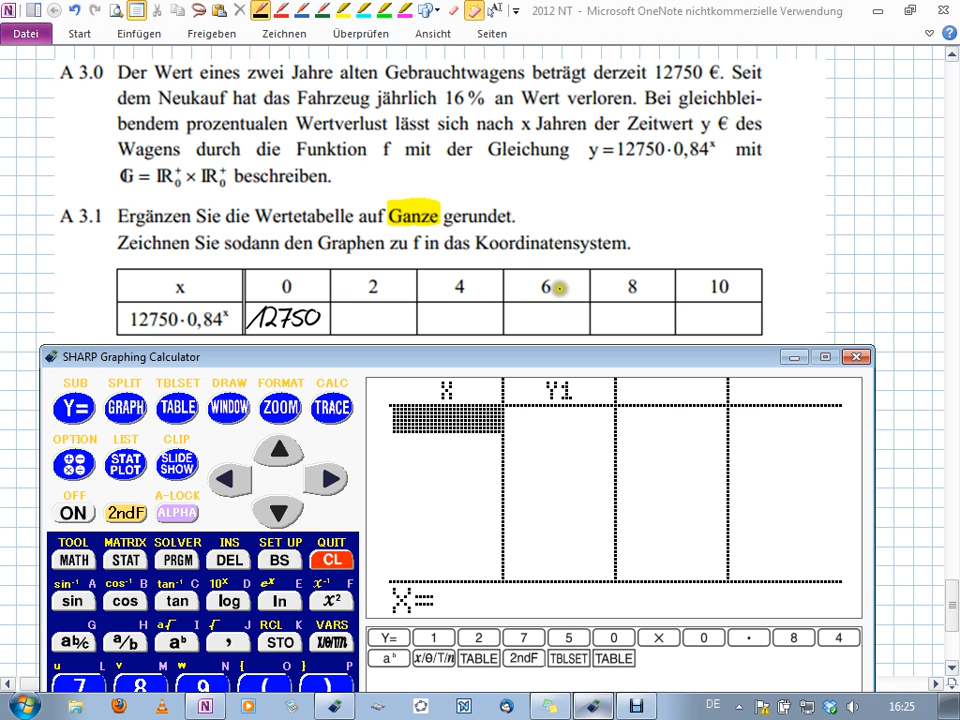 2012 NT - Microsoft OneNote nichtkommerzielle Verwendung
Datei Start Einfügen Freigeben Zeichnen Überprüfen Ansicht Seiten
A 3.0 Der Wert eines zwei Jahre alten Gebrauchtwagens beträgt derzeit 12750 €. Seit
dem Neukauf hat das Fahrzeug jährlich 16 % an Wert verloren. Bei gleichblei-
bendem prozentualen Wertverlust lässt sich nach x Jahren der Zeitwert y € des
Wagens durch die Funktion f mit der Gleichung y = 12750 · 0,84ˣ mit
𝔾 = ℝ₀⁺ × ℝ₀⁺ beschreiben.
A 3.1 Ergänzen Sie die Wertetabelle auf Ganze gerundet.
Zeichnen Sie sodann den Graphen zu f in das Koordinatensystem.
x 0 2 4 6 8 10
12750 · 0,84ˣ 12750
SHARP Graphing Calculator
SUB SPLIT TBLSET DRAW FORMAT CALC
Y= GRAPH TABLE WINDOW ZOOM TRACE
X Y1
OPTION LIST CLIP
STAT PLOT SLIDE SHOW
OFF A-LOCK
ON 2ndF ALPHA
TOOL MATRIX SOLVER INS SET UP QUIT
MATH STAT PRGM DEL BS CL
sin⁻¹ A cos⁻¹ B tan⁻¹ C 10ˣ D eˣ E x⁻¹ F
sin cos tan log ln x²
X=
G H a√ I √ J RCL K VARS
ab/c a/b aᵇ , STO X/θ/T/n
Y= 1 2 7 5 0 X 0 · 8 4
aᵇ X/θ/T/n TABLE 2ndF TBLSET TABLE
u L v M w N { O } P
7 8 9 ( )
DE 16:25